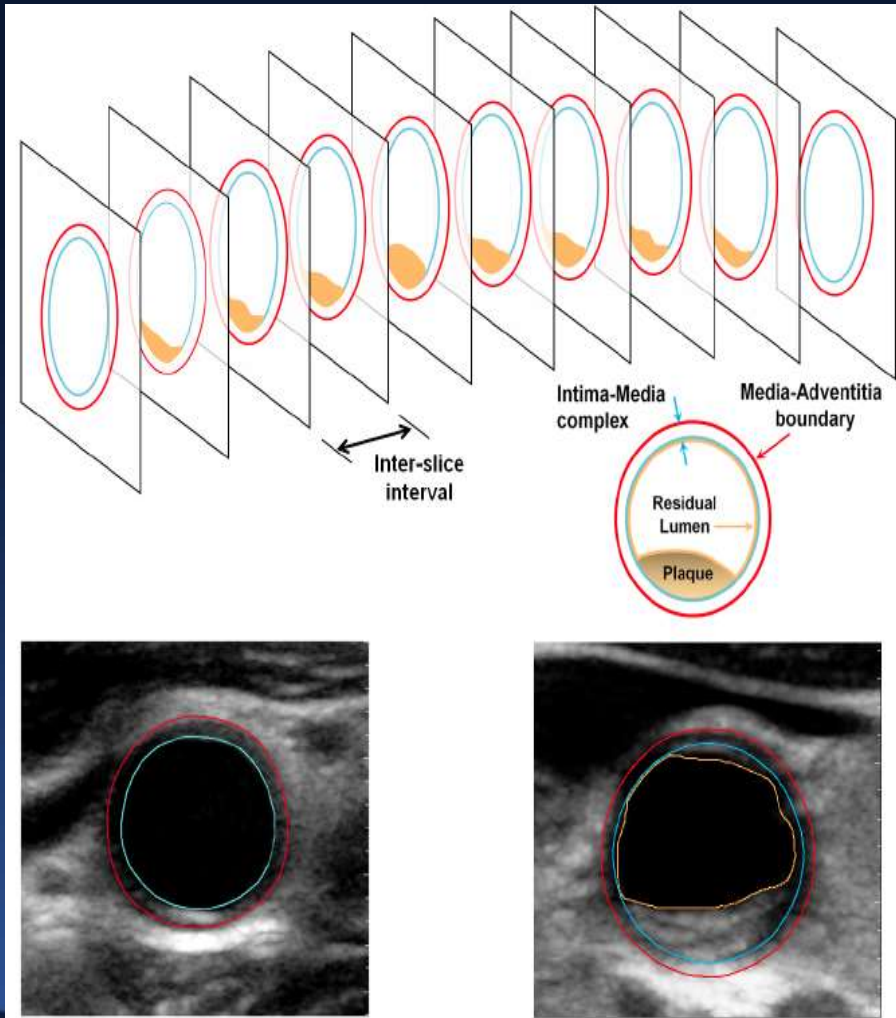 Inter-slice
interval
Intima-Media
complex
Media-Adventitia
boundary
Residual
Lumen
Plaque